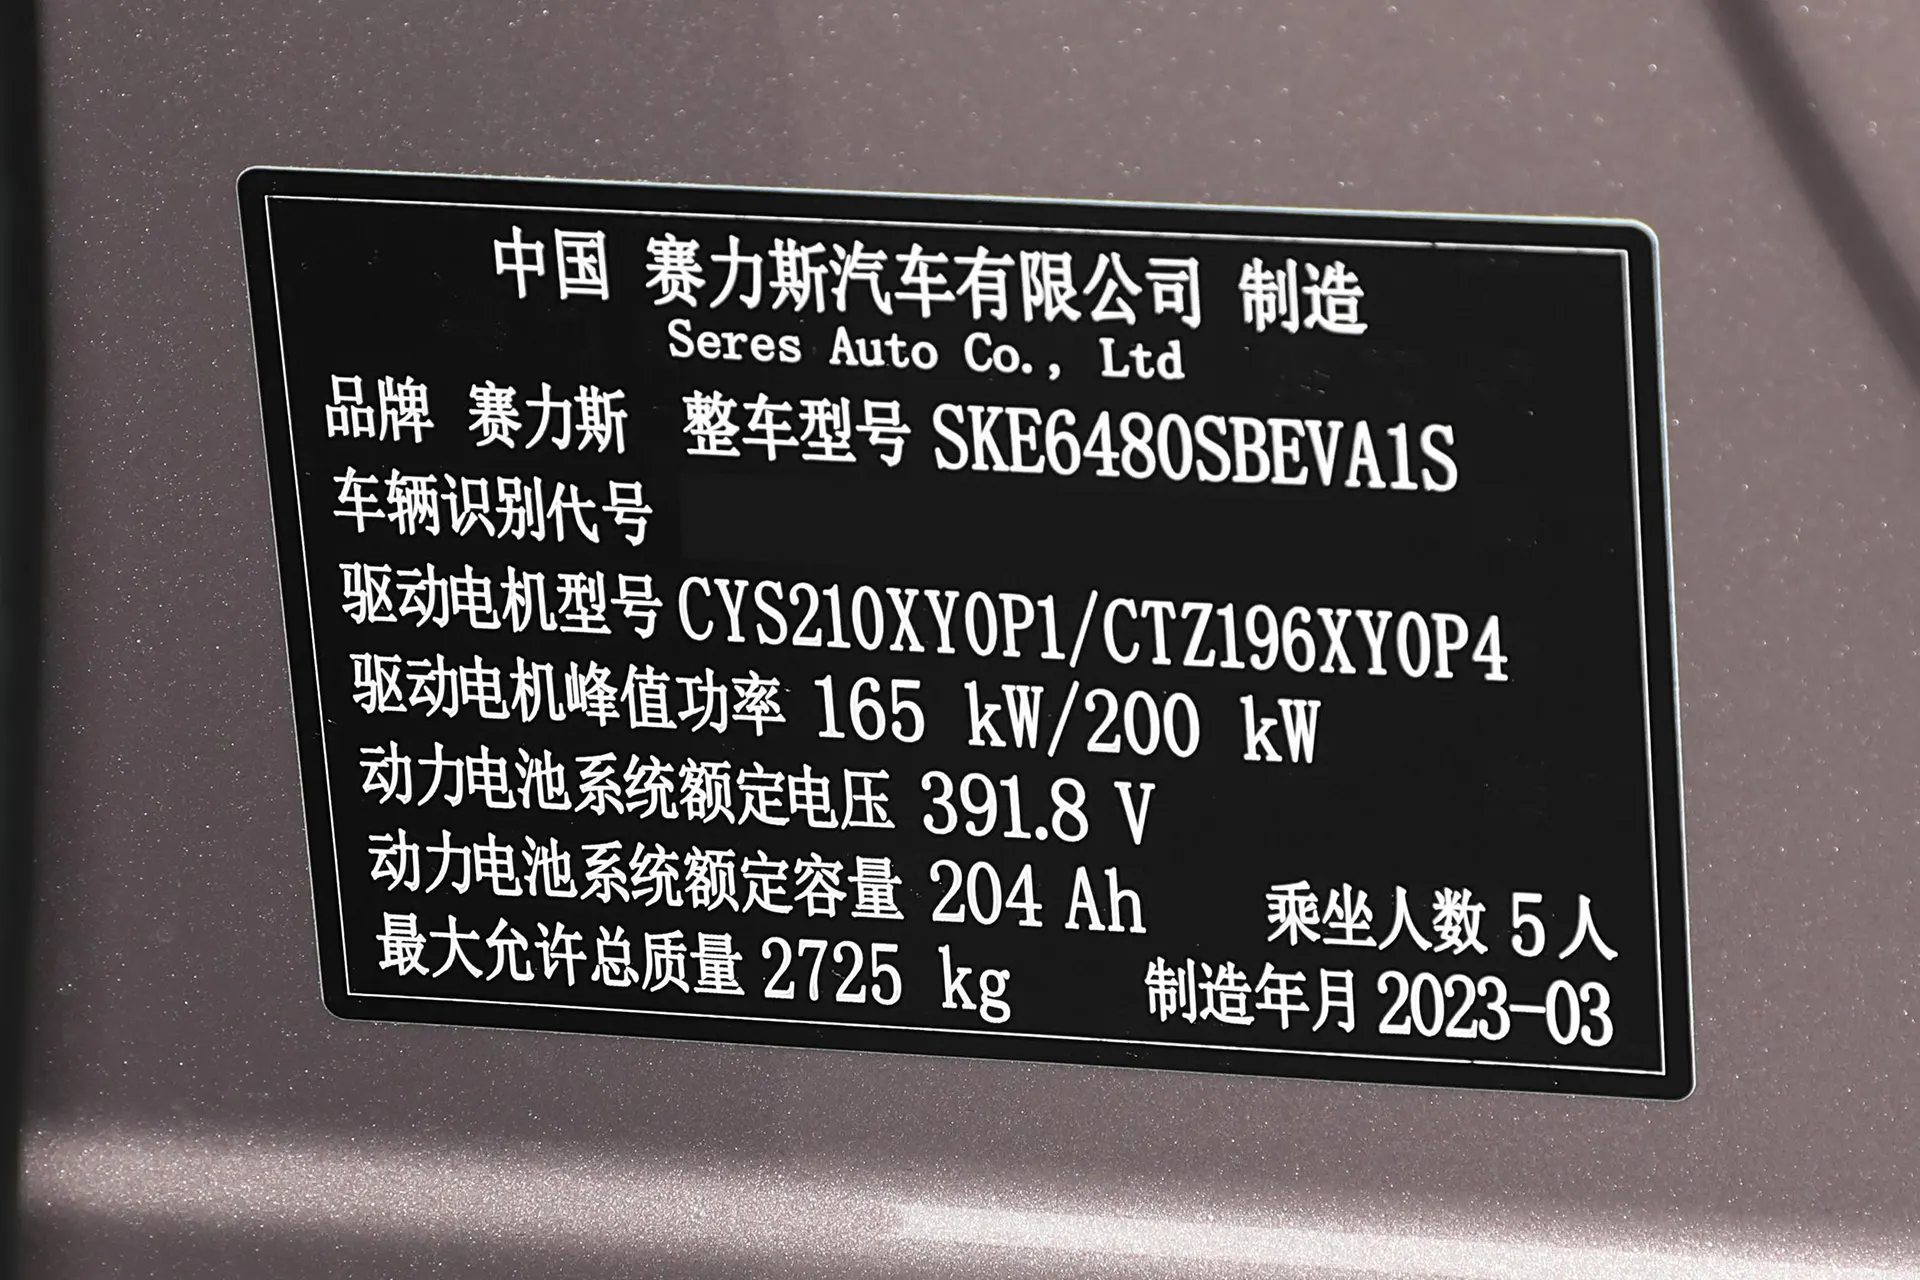 中国 赛力斯汽车有限公司 制造
Seres Auto Co., Ltd
品牌 赛力斯 整车型号 SKE6480SBEVA1S
车辆识别代号
驱动电机型号 CYS210XY0P1/CTZ196XY0P4
驱动电机峰值功率 165 kW/200 kW
动力电池系统额定电压 391.8 V
动力电池系统额定容量 204 Ah 乘坐人数 5 人
最大允许总质量 2725 kg 制造年月 2023-03